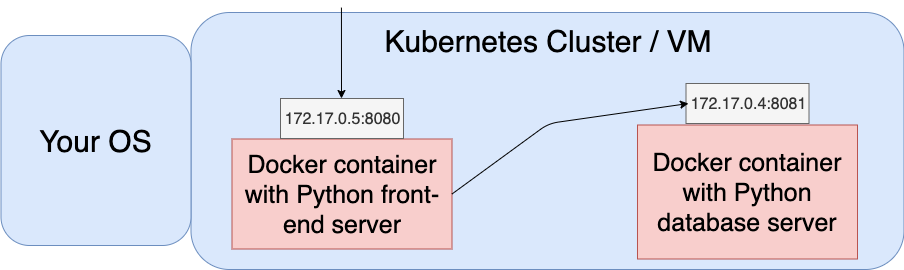 Kubernetes Cluster / VM
Your OS
172.17.0.5:8080
Docker container
with Python front-
end server
172.17.0.4:8081
Docker container
with Python
database server